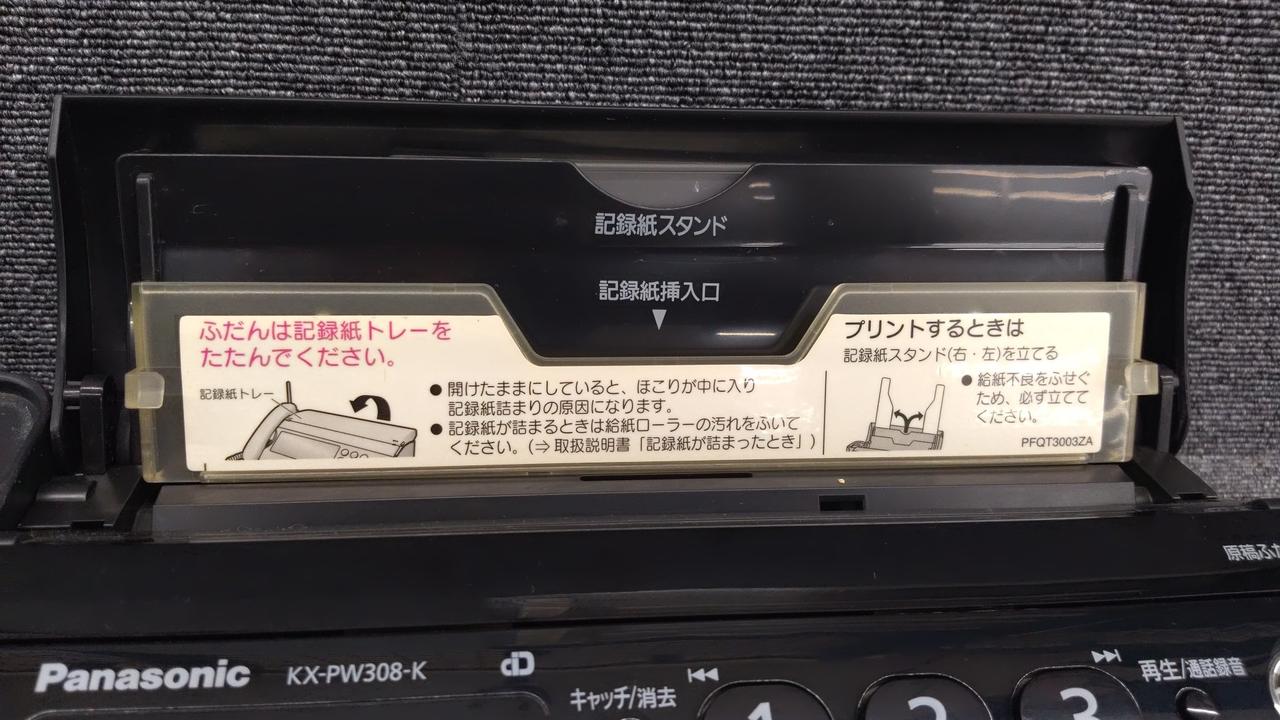 記録紙スタンド
記録紙挿入口
ふだんは記録紙トレーを
たたんでください。
記録紙トレー
● 開けたままにしていると、ほこりが中に入り
記録紙詰まりの原因になります。
● 記録紙が詰まるときは給紙ローラーの汚れをふいて
ください。(⇒ 取扱説明書「記録紙が詰まったとき」)
プリントするときは
記録紙スタンド(右・左)を立てる
● 給紙不良をふせぐ
ため、必ず立てて
ください。
PFQT3003ZA
原稿ふ
Panasonic KX-PW308-K
キャッチ/消去
再生/通話録音
1 2 3